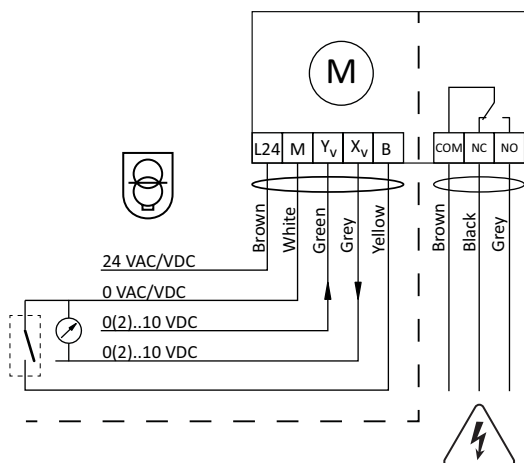 M
L24 M Yv Xv B COM NC NO
Brown White Green Grey Yellow Brown Black Grey
24 VAC/VDC
0 VAC/VDC
0(2)..10 VDC
0(2)..10 VDC